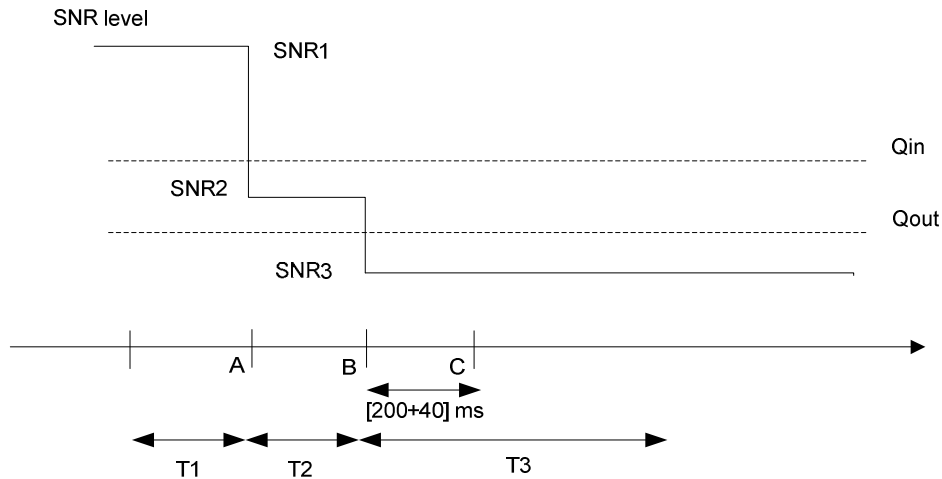 SNR level
SNR1
Qin
SNR2
Qout
SNR3
A B C
[200+40] ms
T1 T2 T3